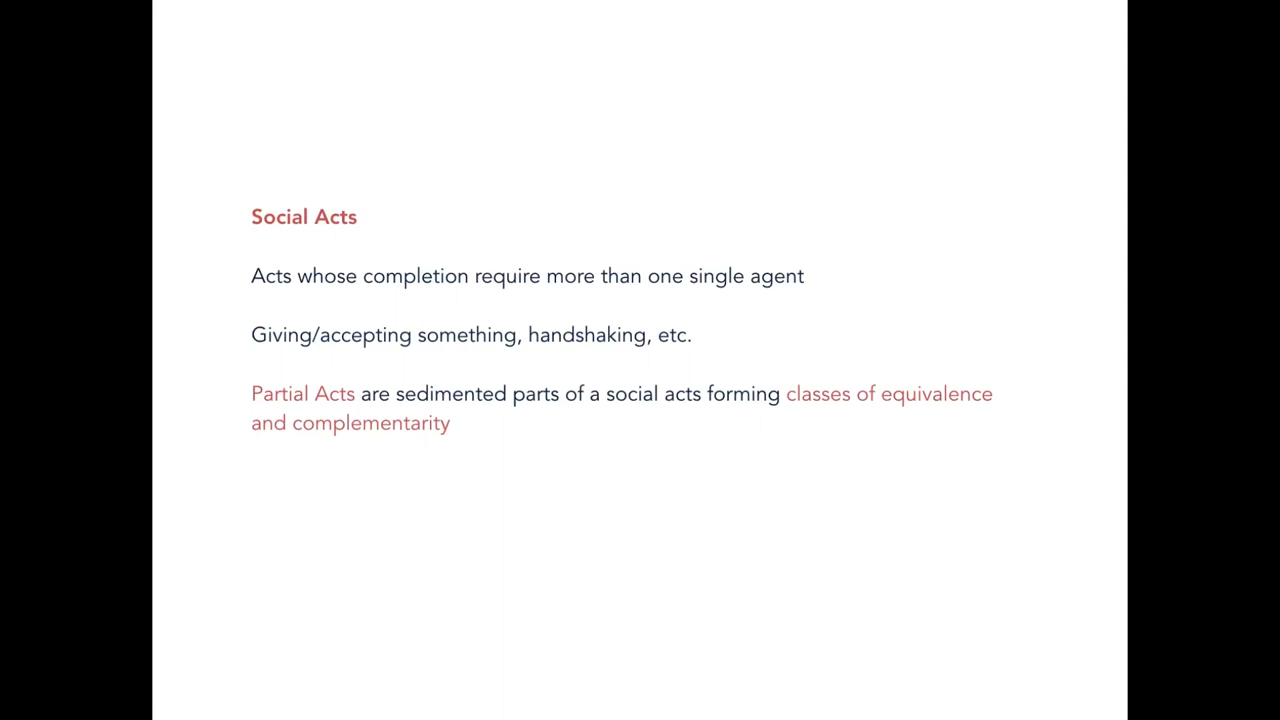 Social Acts
Acts whose completion require more than one single agent
Giving/accepting something, handshaking, etc.
Partial Acts are sedimented parts of a social acts forming classes of equivalence
and complementarity